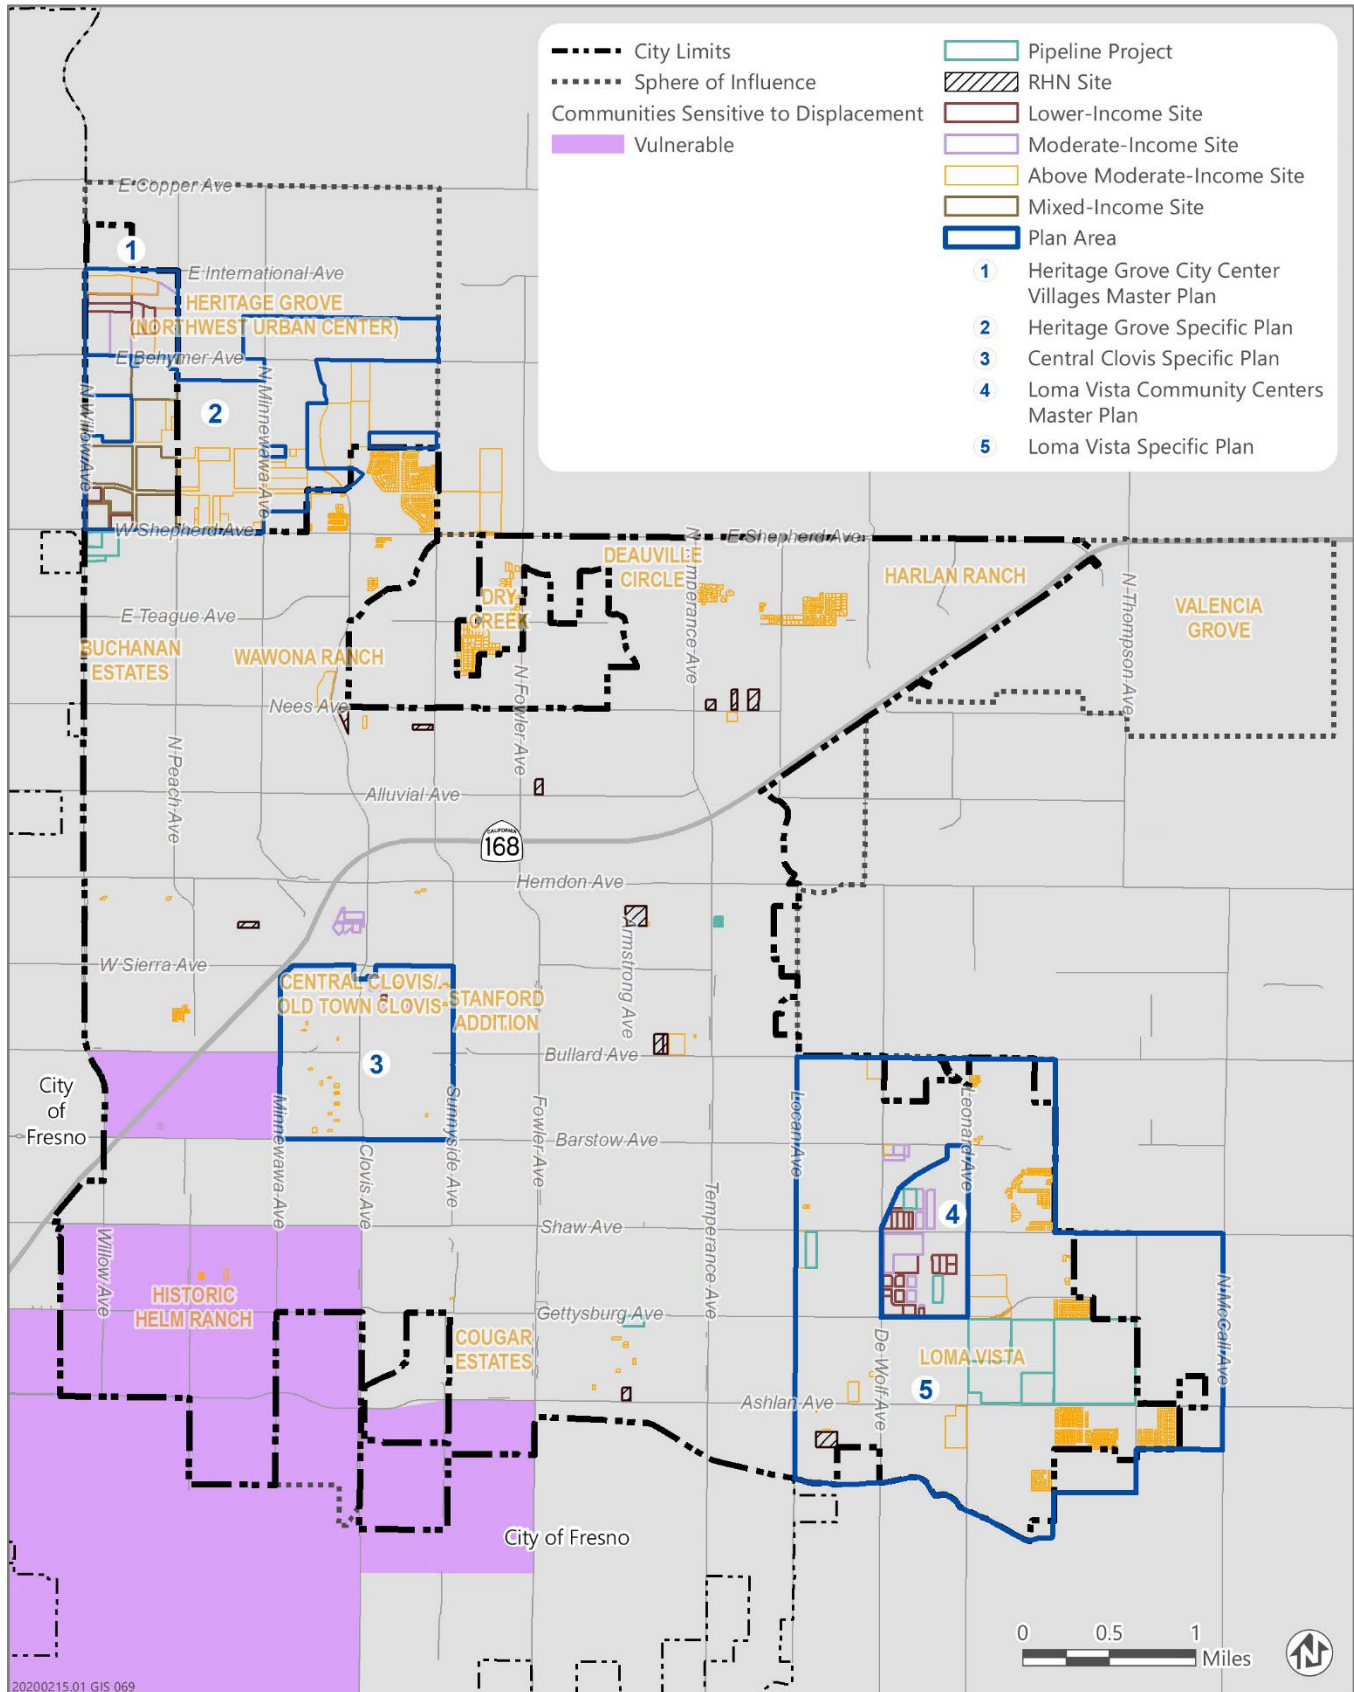 City Limits
Sphere of Influence
Communities Sensitive to Displacement
Vulnerable
Pipeline Project
RHN Site
Lower-Income Site
Moderate-Income Site
Above Moderate-Income Site
Mixed-Income Site
Plan Area
1 Heritage Grove City Center
Villages Master Plan
2 Heritage Grove Specific Plan
3 Central Clovis Specific Plan
4 Loma Vista Community Centers
Master Plan
5 Loma Vista Specific Plan
E Copper Ave
1
E International Ave
HERITAGE GROVE
(NORTHWEST URBAN CENTER)
E Behymer Ave
N Willow Ave
N Minnewawa Ave
2
W Shepherd Ave
E Shepherd Ave
DEAUVILLE
CIRCLE
HARLAN RANCH
N Temperance Ave
N Thompson Ave
VALENCIA
GROVE
DRY
CREEK
E Teague Ave
BUCHANAN
ESTATES
WAWONA RANCH
Nees Ave
N Fowler Ave
N Peach Ave
Alluvial Ave
CALIFORNIA
168
Herndon Ave
Armstrong Ave
W Sierra Ave
CENTRAL CLOVIS/
OLD TOWN CLOVIS
STANFORD
ADDITION
Bullard Ave
3
City
of
Fresno
Minnewawa Ave
Clovis Ave
Sunnyside Ave
Fowler Ave
Barstow Ave
Locan Ave
Leonard Ave
Shaw Ave
4
Temperance Ave
Willow Ave
HISTORIC
HELM RANCH
Gettysburg Ave
COUGAR
ESTATES
De Wolf Ave
LOMA VISTA
N McCall Ave
5
Ashlan Ave
City of Fresno
0 0.5 1
Miles
N
20200215.01 GIS 069